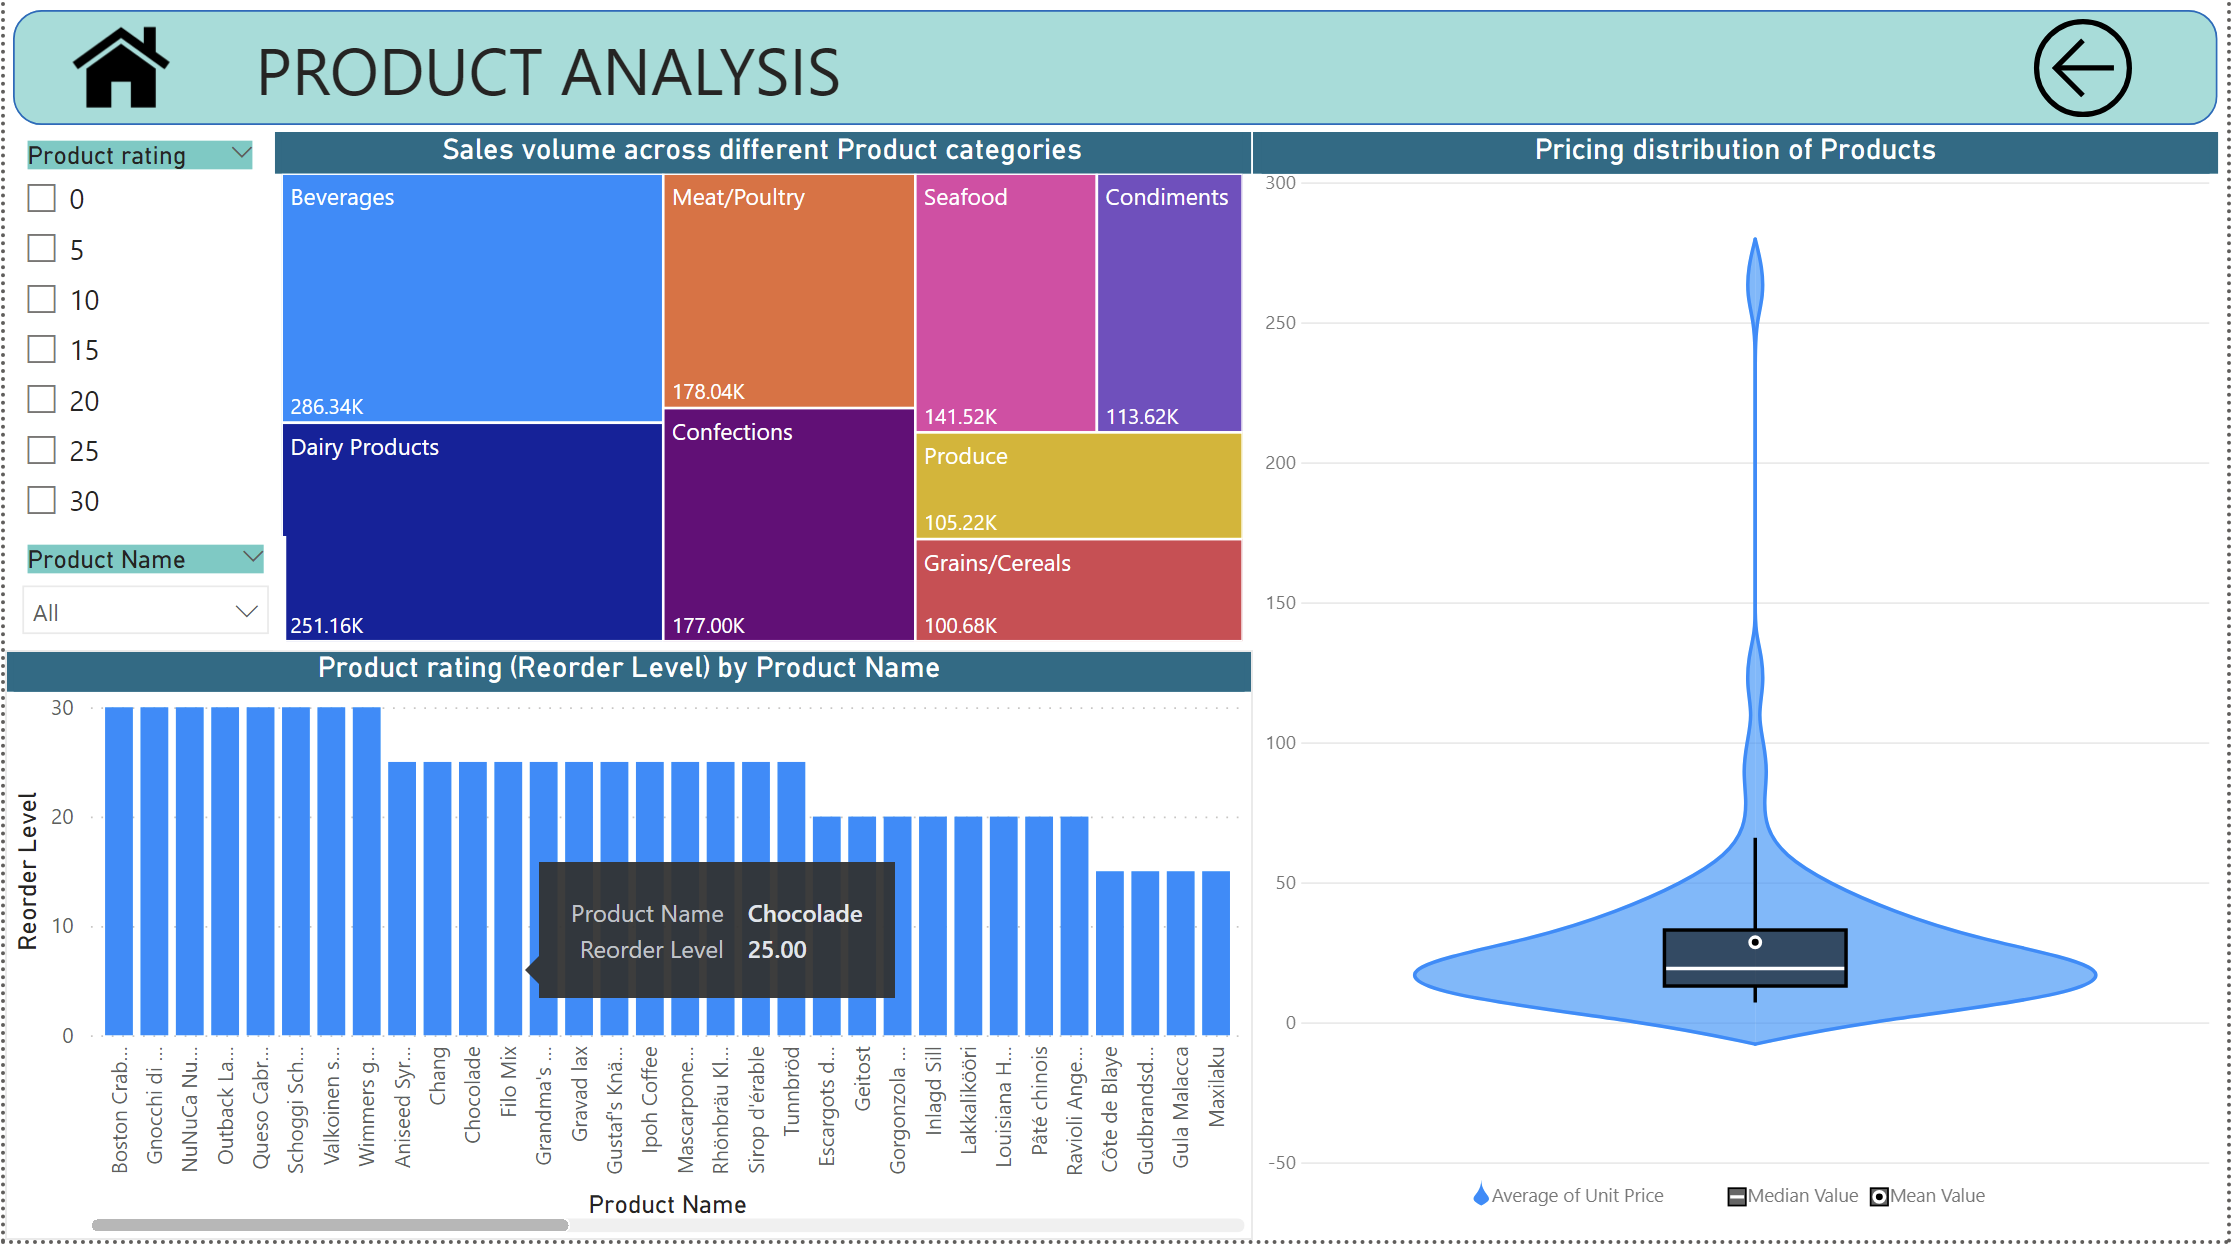 PRODUCT ANALYSIS
Product rating
0
5
10
15
20
25
30
Product Name
All
Sales volume across different Product categories
Beverages
286.34K
Dairy Products
251.16K
Meat/Poultry
178.04K
Confections
177.00K
Seafood
141.52K
Condiments
113.62K
Produce
105.22K
Grains/Cereals
100.68K
Product rating (Reorder Level) by Product Name
Reorder Level
30
20
10
0
Product Name Chocolade
Reorder Level 25.00
Boston Crab...
Gnocchi di ...
NuNuCa Nu...
Outback La...
Queso Cabr...
Schoggi Sch...
Valkoinen s...
Wimmers g...
Aniseed Syr...
Chang
Chocolade
Filo Mix
Grandma's ...
Gravad lax
Gustaf's Knä...
Ipoh Coffee
Mascarpone...
Rhönbräu Kl...
Sirop d'érable
Tunnbröd
Escargots d...
Geitost
Gorgonzola ...
Inlagd Sill
Lakkalikööri
Louisiana H...
Pâté chinois
Ravioli Ange...
Côte de Blaye
Gudbrandsd...
Gula Malacca
Maxilaku
Product Name
Pricing distribution of Products
300
250
200
150
100
50
0
-50
Average of Unit Price
Median Value
Mean Value